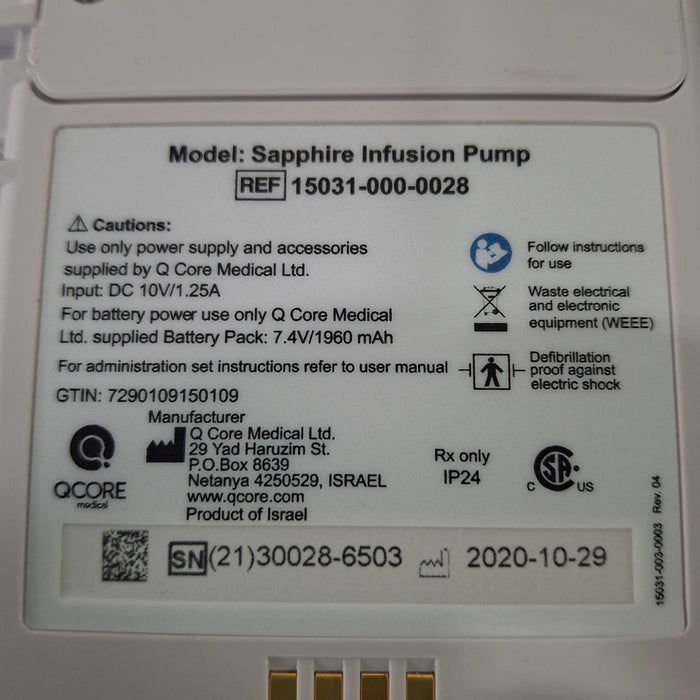 Model: Sapphire Infusion Pump
REF 15031-000-0028
Cautions:
Use only power supply and accessories
supplied by Q Core Medical Ltd.
Input: DC 10V/1.25A
For battery power use only Q Core Medical
Ltd. supplied Battery Pack: 7.4V/1960 mAh
For administration set instructions refer to user manual
GTIN: 7290109150109
Follow instructions
for use
Waste electrical
and electronic
equipment (WEEE)
Defibrillation
proof against
electric shock
Manufacturer
Q Core Medical Ltd.
29 Yad Haruzim St.
P.O.Box 8639
Netanya 4250529, ISRAEL
www.qcore.com
Product of Israel
QCORE
medical
Rx only
IP24
C SA US
SN (21)30028-6503 2020-10-29
15031-003-0003 Rev. 04